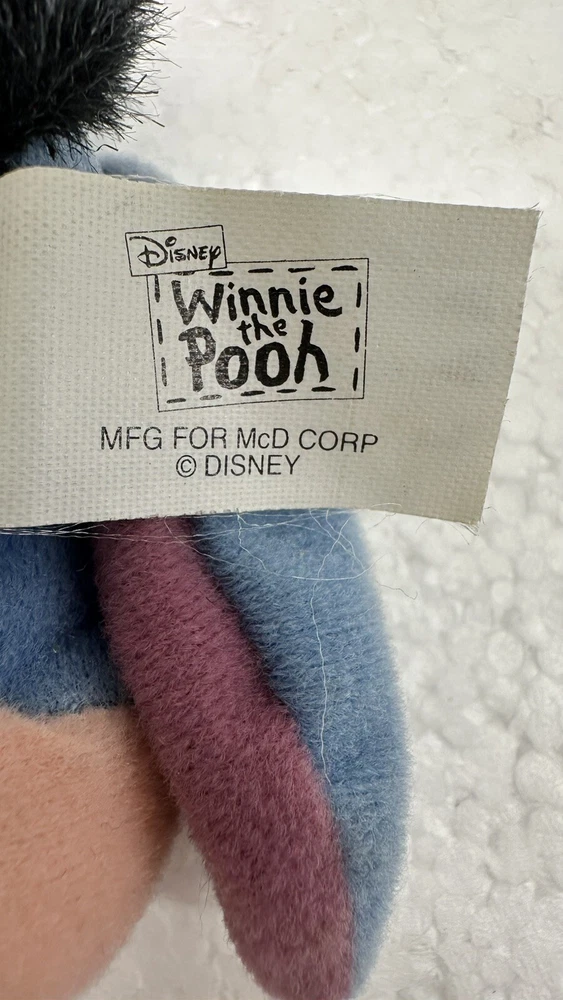 Disney
Winnie
the
Pooh
MFG FOR McD CORP
© DISNEY